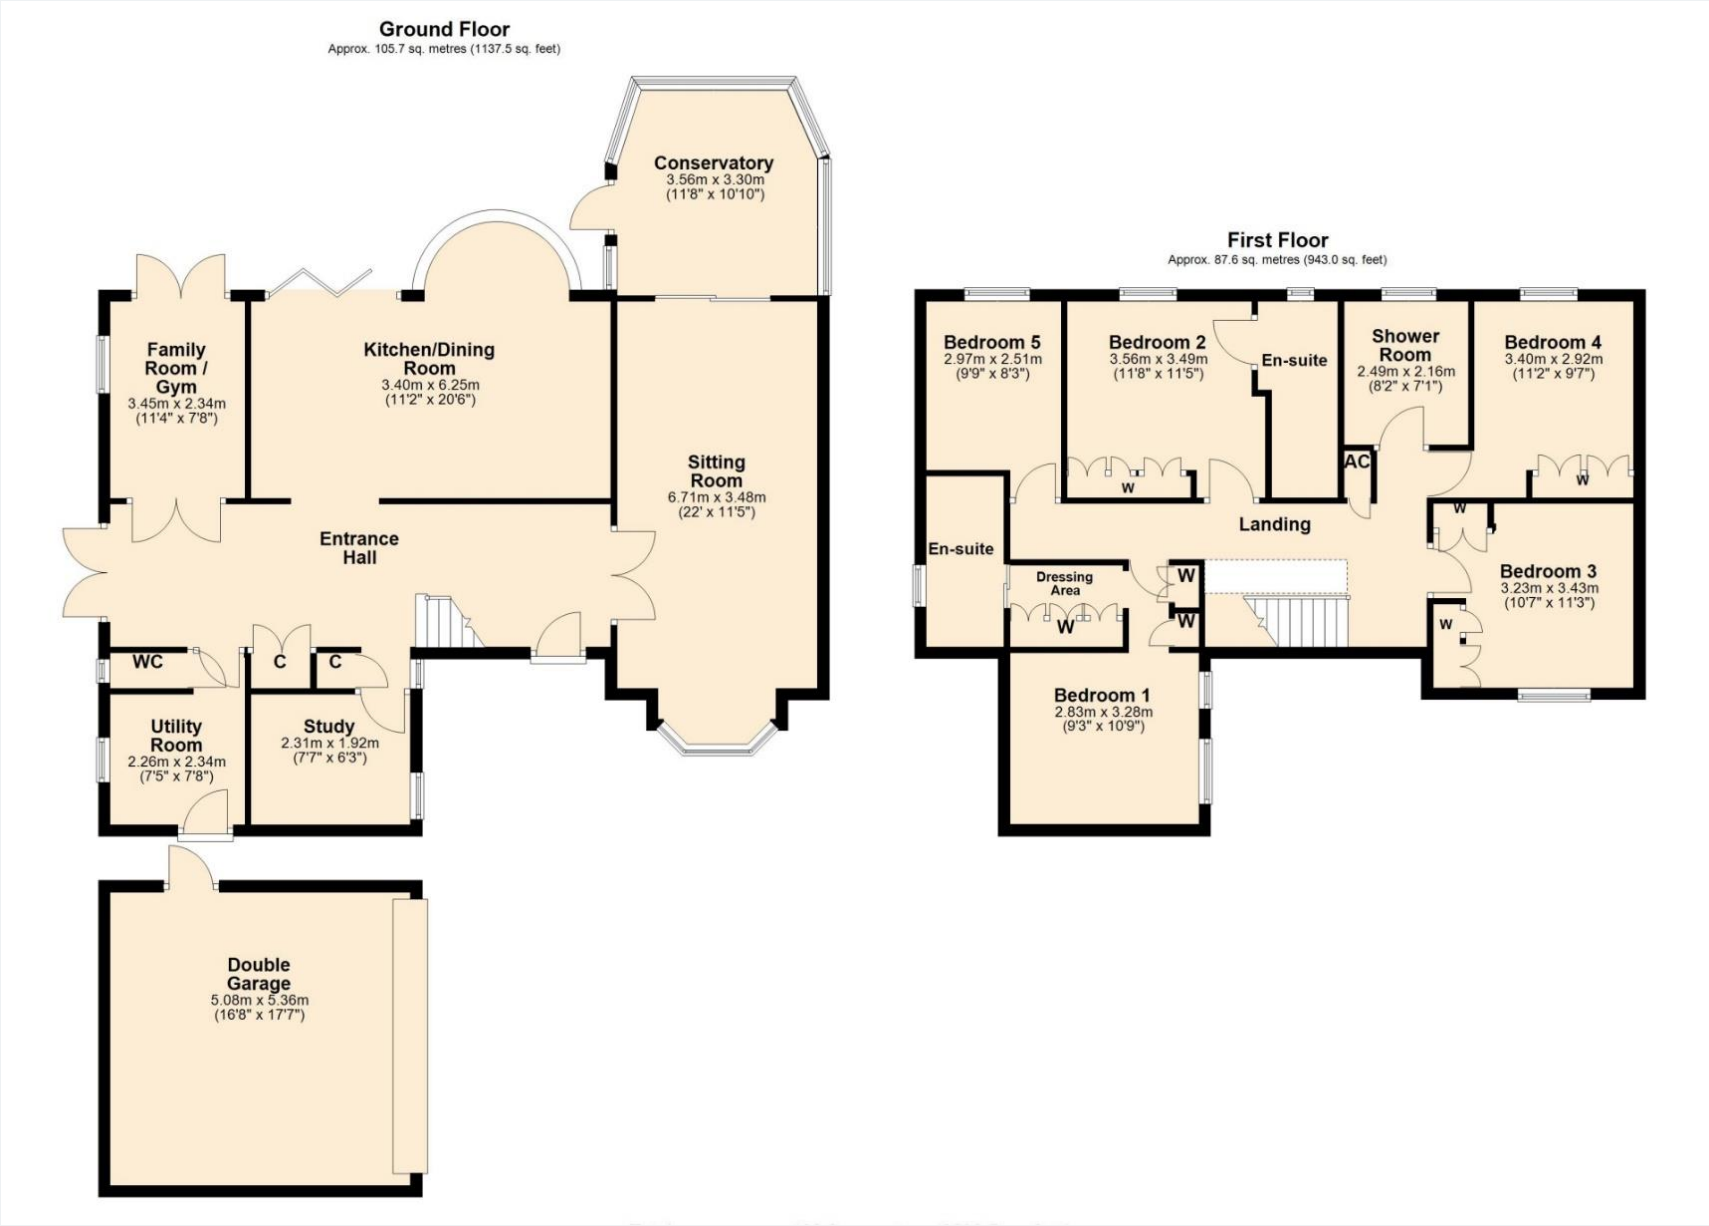 Ground Floor
Approx. 105.7 sq. metres (1137.5 sq. feet)
Conservatory
3.56m x 3.30m
(11'8" x 10'10")
Family
Room /
Gym
3.45m x 2.34m
(11'4" x 7'8")
Kitchen/Dining
Room
3.40m x 6.25m
(11'2" x 20'6")
Sitting
Room
6.71m x 3.48m
(22' x 11'5")
Entrance
Hall
WC
C
C
Utility
Room
2.26m x 2.34m
(7'5" x 7'8")
Study
2.31m x 1.92m
(7'7" x 6'3")
Double
Garage
5.08m x 5.36m
(16'8" x 17'7")
First Floor
Approx. 87.6 sq. metres (943.0 sq. feet)
Bedroom 5
2.97m x 2.51m
(9'9" x 8'3")
Bedroom 2
3.56m x 3.49m
(11'8" x 11'5")
W
En-suite
Shower
Room
2.49m x 2.16m
(8'2" x 7'1")
AC
Bedroom 4
3.40m x 2.92m
(11'2" x 9'7")
W
Landing
En-suite
Dressing
Area
W
W
W
W
Bedroom 3
3.23m x 3.43m
(10'7" x 11'3")
W
Bedroom 1
2.83m x 3.28m
(9'3" x 10'9")